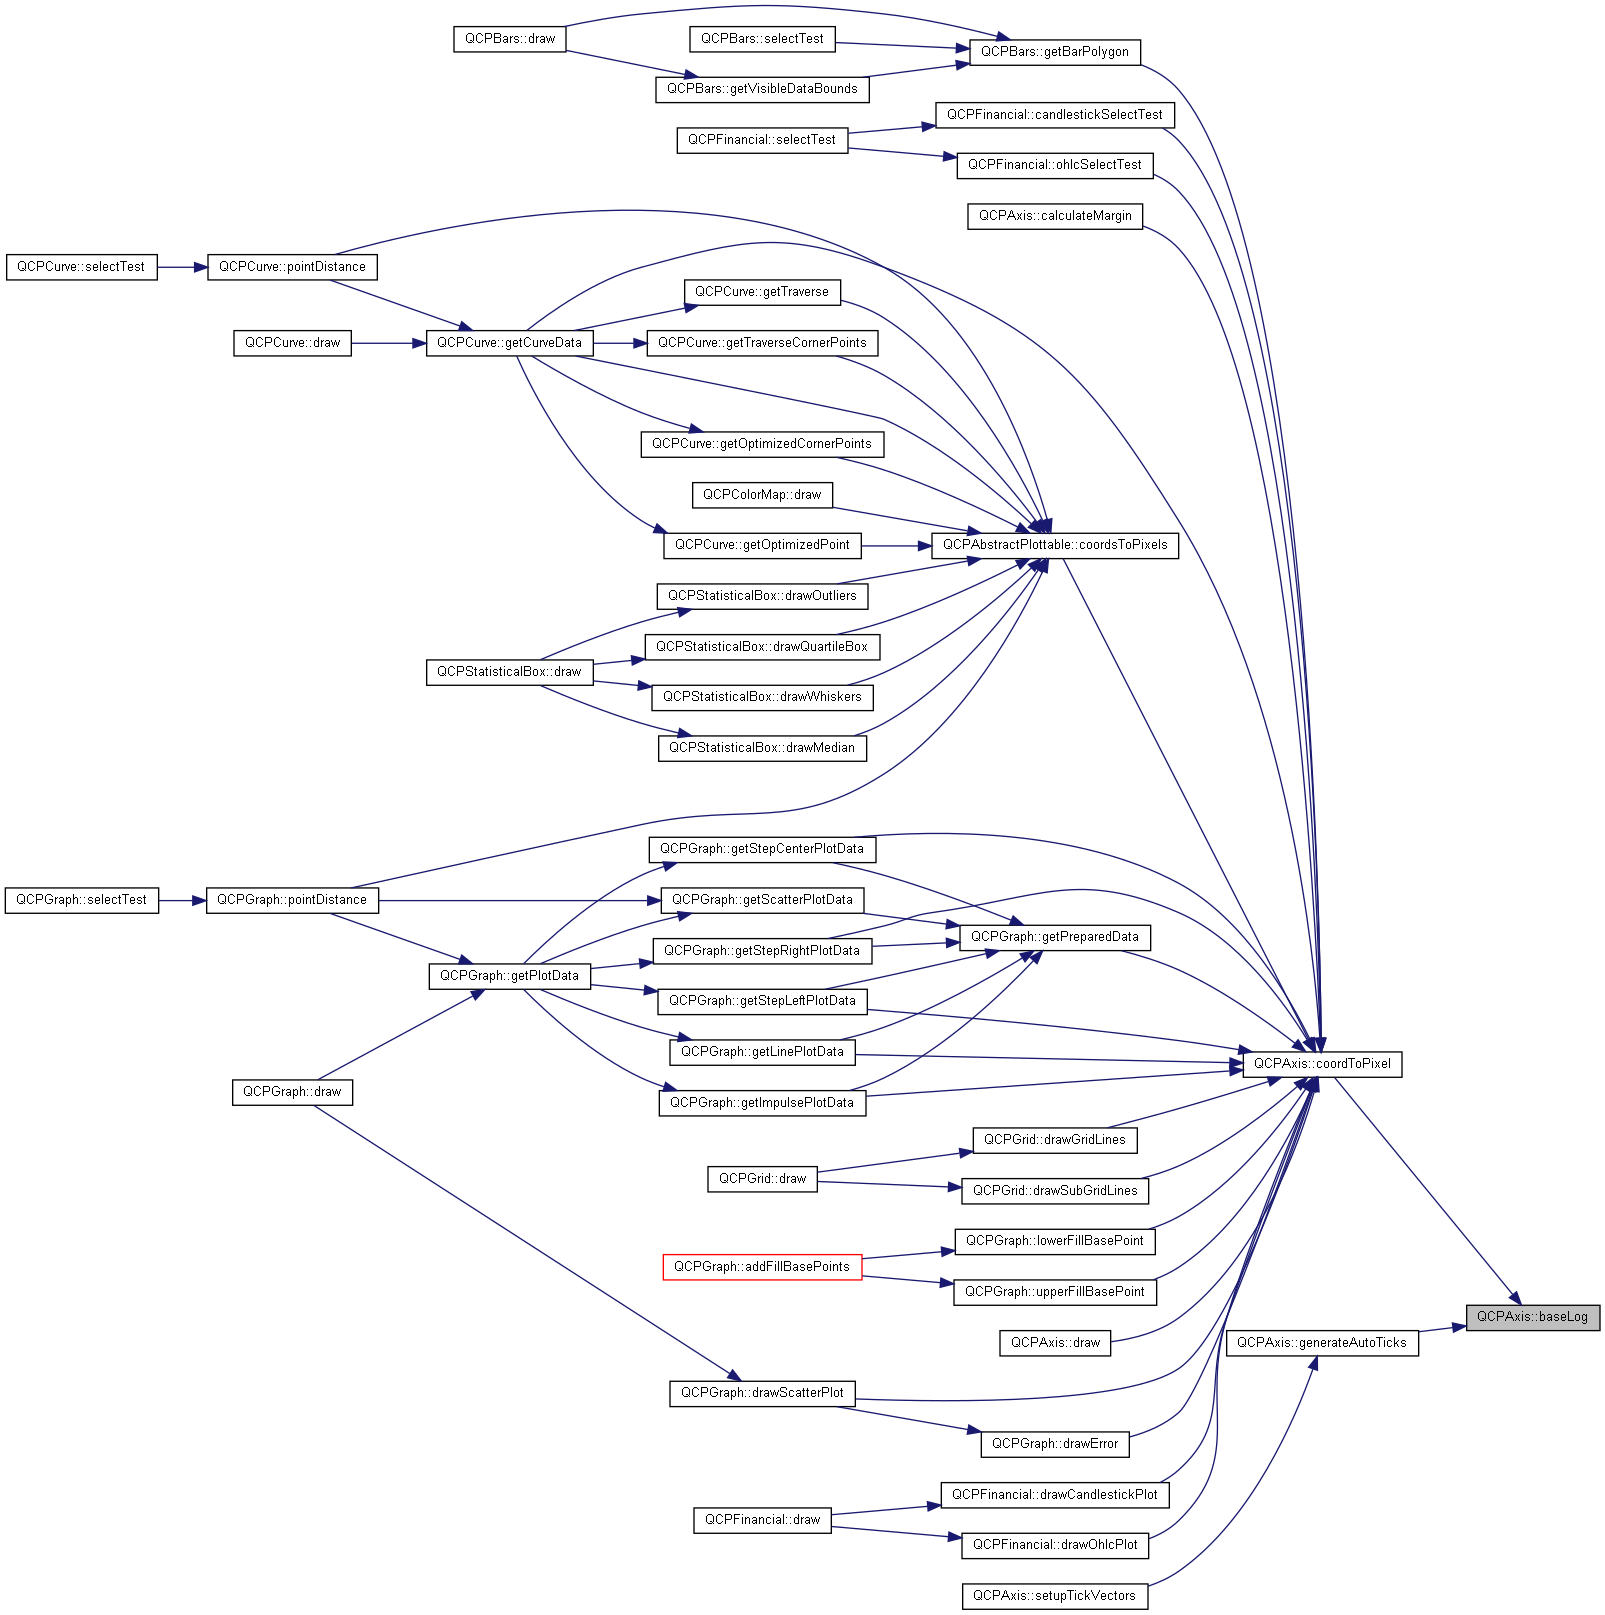 QCPBars::draw
QCPBars::selectTest
QCPBars::getBarPolygon
QCPBars::getVisibleDataBounds
QCPFinancial::candlestickSelectTest
QCPFinancial::selectTest
QCPFinancial::ohlcSelectTest
QCPAxis::calculateMargin
QCPCurve::selectTest
QCPCurve::pointDistance
QCPCurve::getTraverse
QCPCurve::draw
QCPCurve::getCurveData
QCPCurve::getTraverseCornerPoints
QCPCurve::getOptimizedCornerPoints
QCPColorMap::draw
QCPCurve::getOptimizedPoint
QCPAbstractPlottable::coordsToPixels
QCPStatisticalBox::drawOutliers
QCPStatisticalBox::drawQuartileBox
QCPStatisticalBox::draw
QCPStatisticalBox::drawWhiskers
QCPStatisticalBox::drawMedian
QCPGraph::getStepCenterPlotData
QCPGraph::selectTest
QCPGraph::pointDistance
QCPGraph::getScatterPlotData
QCPGraph::getPreparedData
QCPGraph::getStepRightPlotData
QCPGraph::getPlotData
QCPGraph::getStepLeftPlotData
QCPGraph::getLinePlotData
QCPAxis::coordToPixel
QCPGraph::draw
QCPGraph::getImpulsePlotData
QCPGrid::drawGridLines
QCPGrid::draw
QCPGrid::drawSubGridLines
QCPGraph::lowerFillBasePoint
QCPGraph::addFillBasePoints
QCPGraph::upperFillBasePoint
QCPAxis::baseLog
QCPAxis::draw
QCPAxis::generateAutoTicks
QCPGraph::drawScatterPlot
QCPGraph::drawError
QCPFinancial::drawCandlestickPlot
QCPFinancial::draw
QCPFinancial::drawOhlcPlot
QCPAxis::setupTickVectors